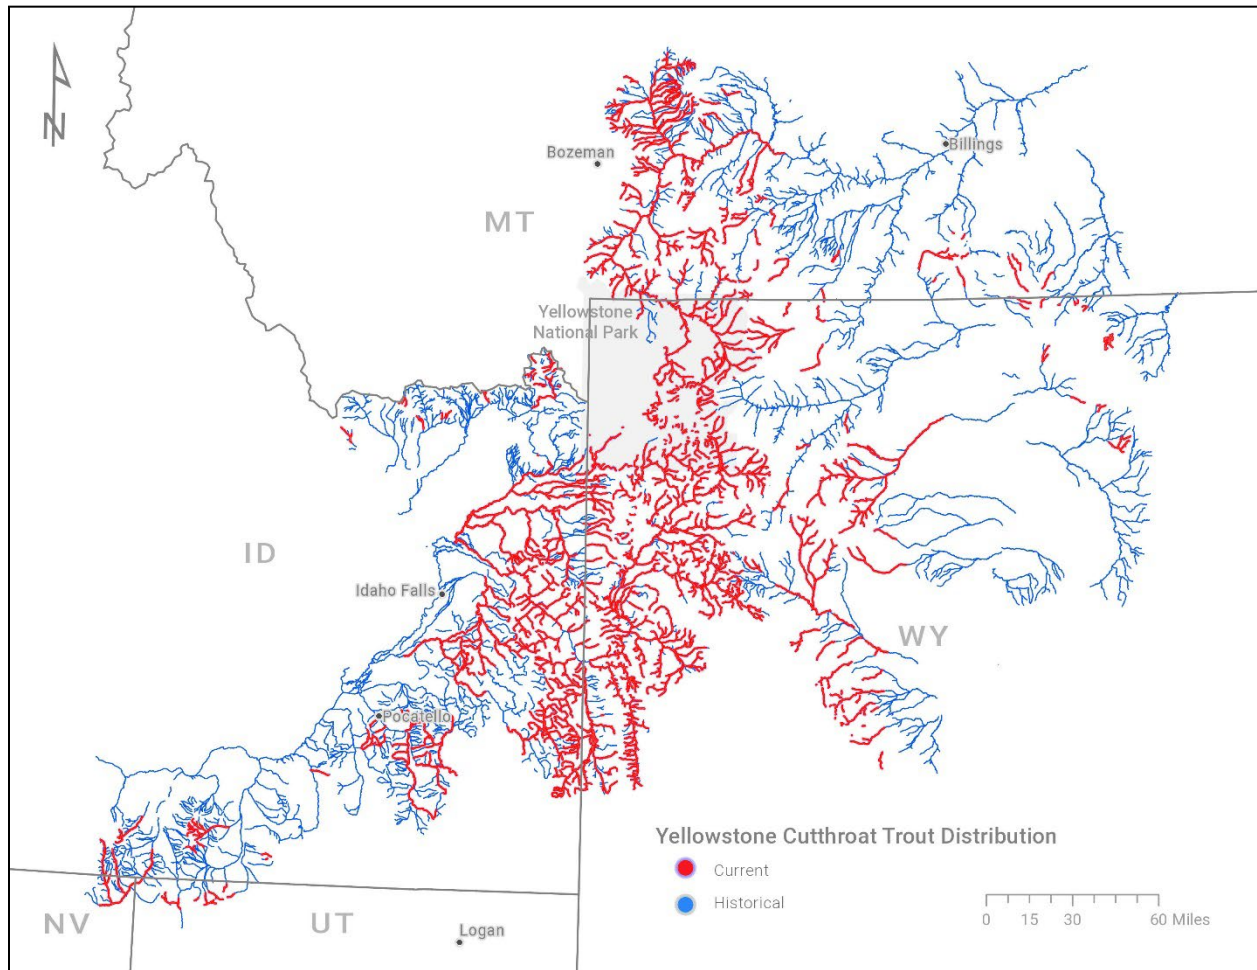 N
Bozeman
Billings
MT
Yellowstone
National Park
ID
Idaho Falls
WY
Pocatello
Yellowstone Cutthroat Trout Distribution
Current
Historical
0 15 30 60 Miles
NV
UT
Logan